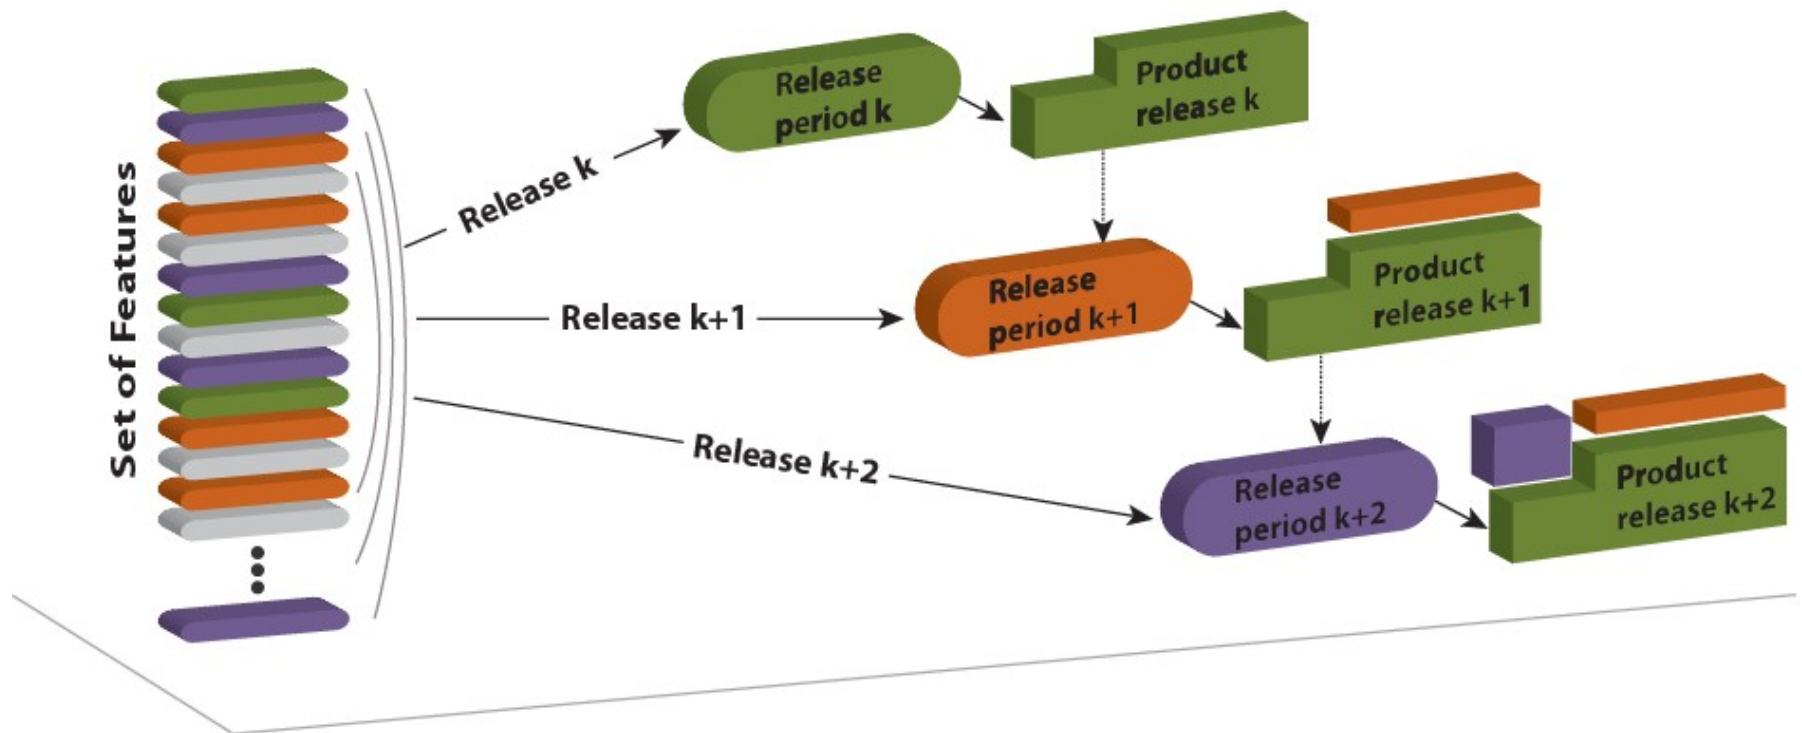 Set of Features
Release k
Release
period k
Product
release k
Release k+1
Release
period k+1
Product
release k+1
Release k+2
Release
period k+2
Product
release k+2